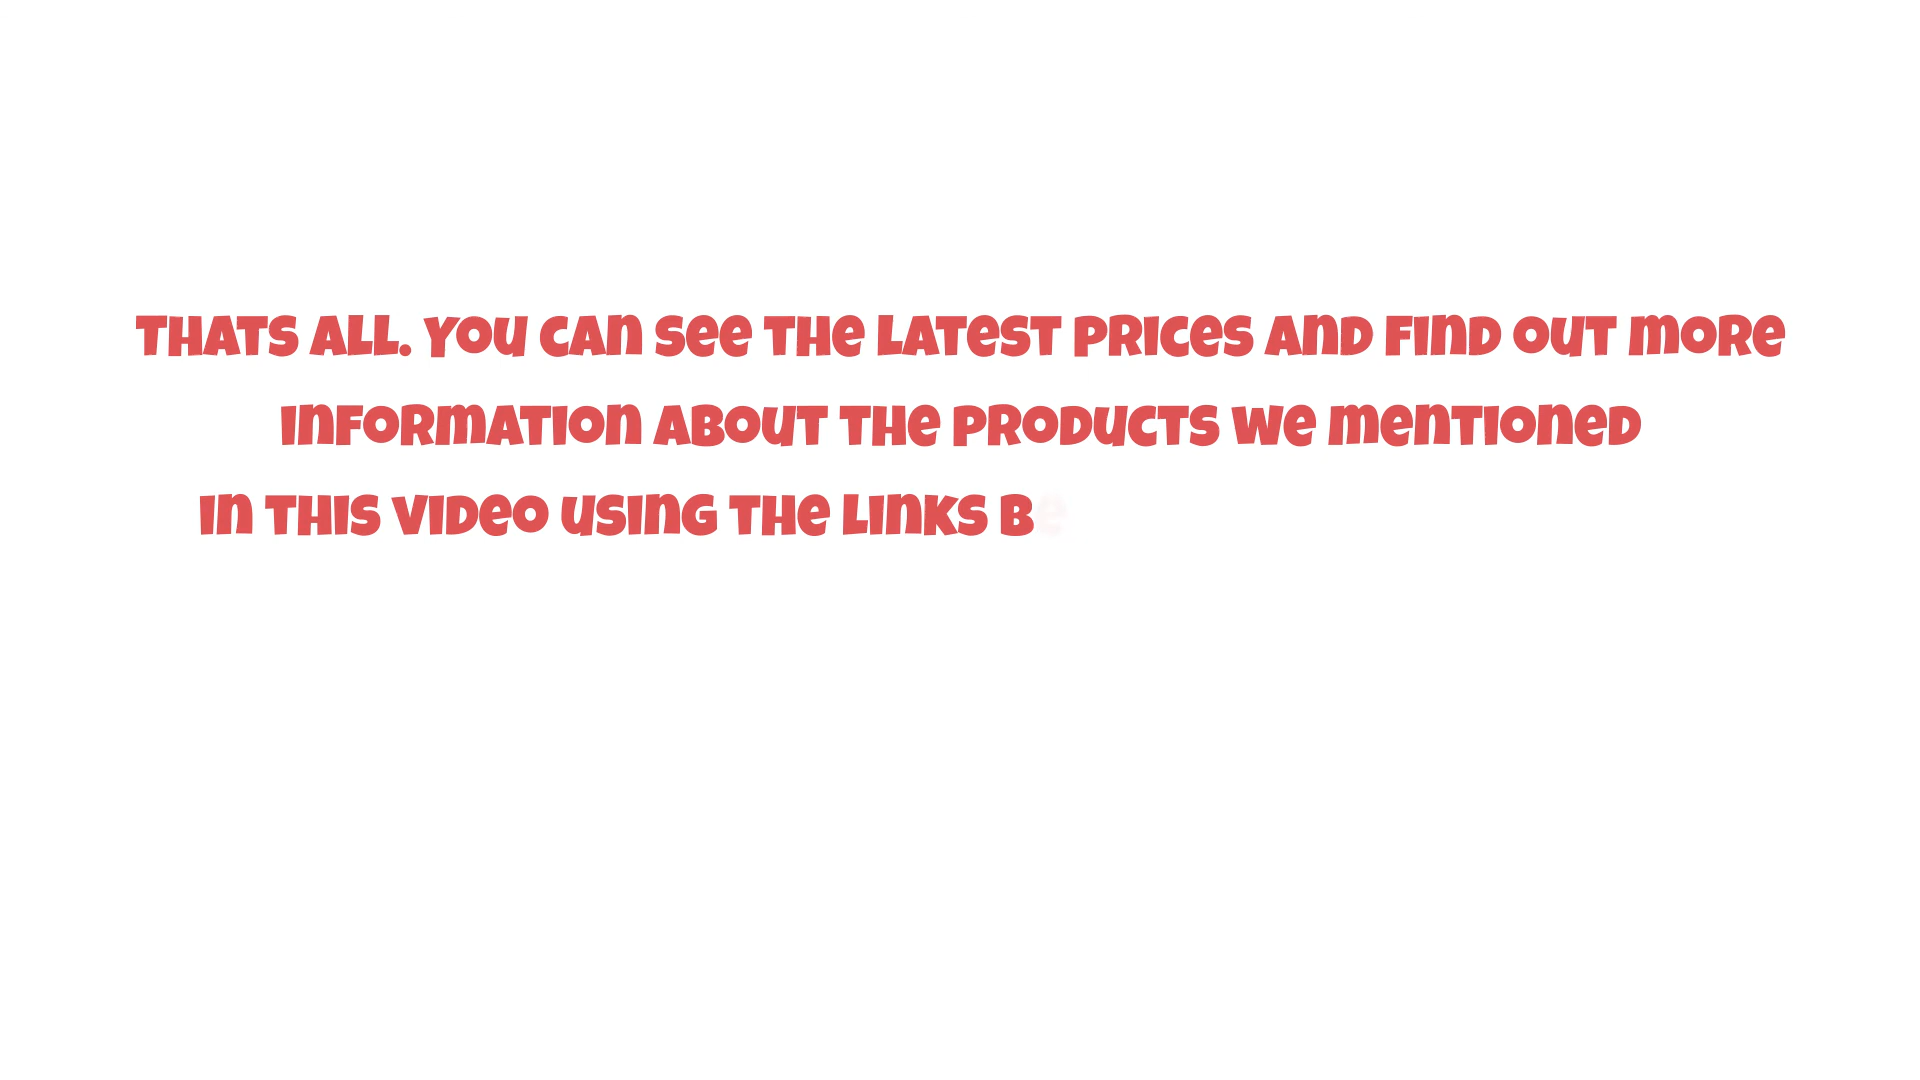 THATS ALL. YOU CAN SEE THE LATEST PRICES AND FIND OUT MORE
INFORMATION ABOUT THE PRODUCTS WE MENTIONED
IN THIS VIDEO USING THE LINKS BE